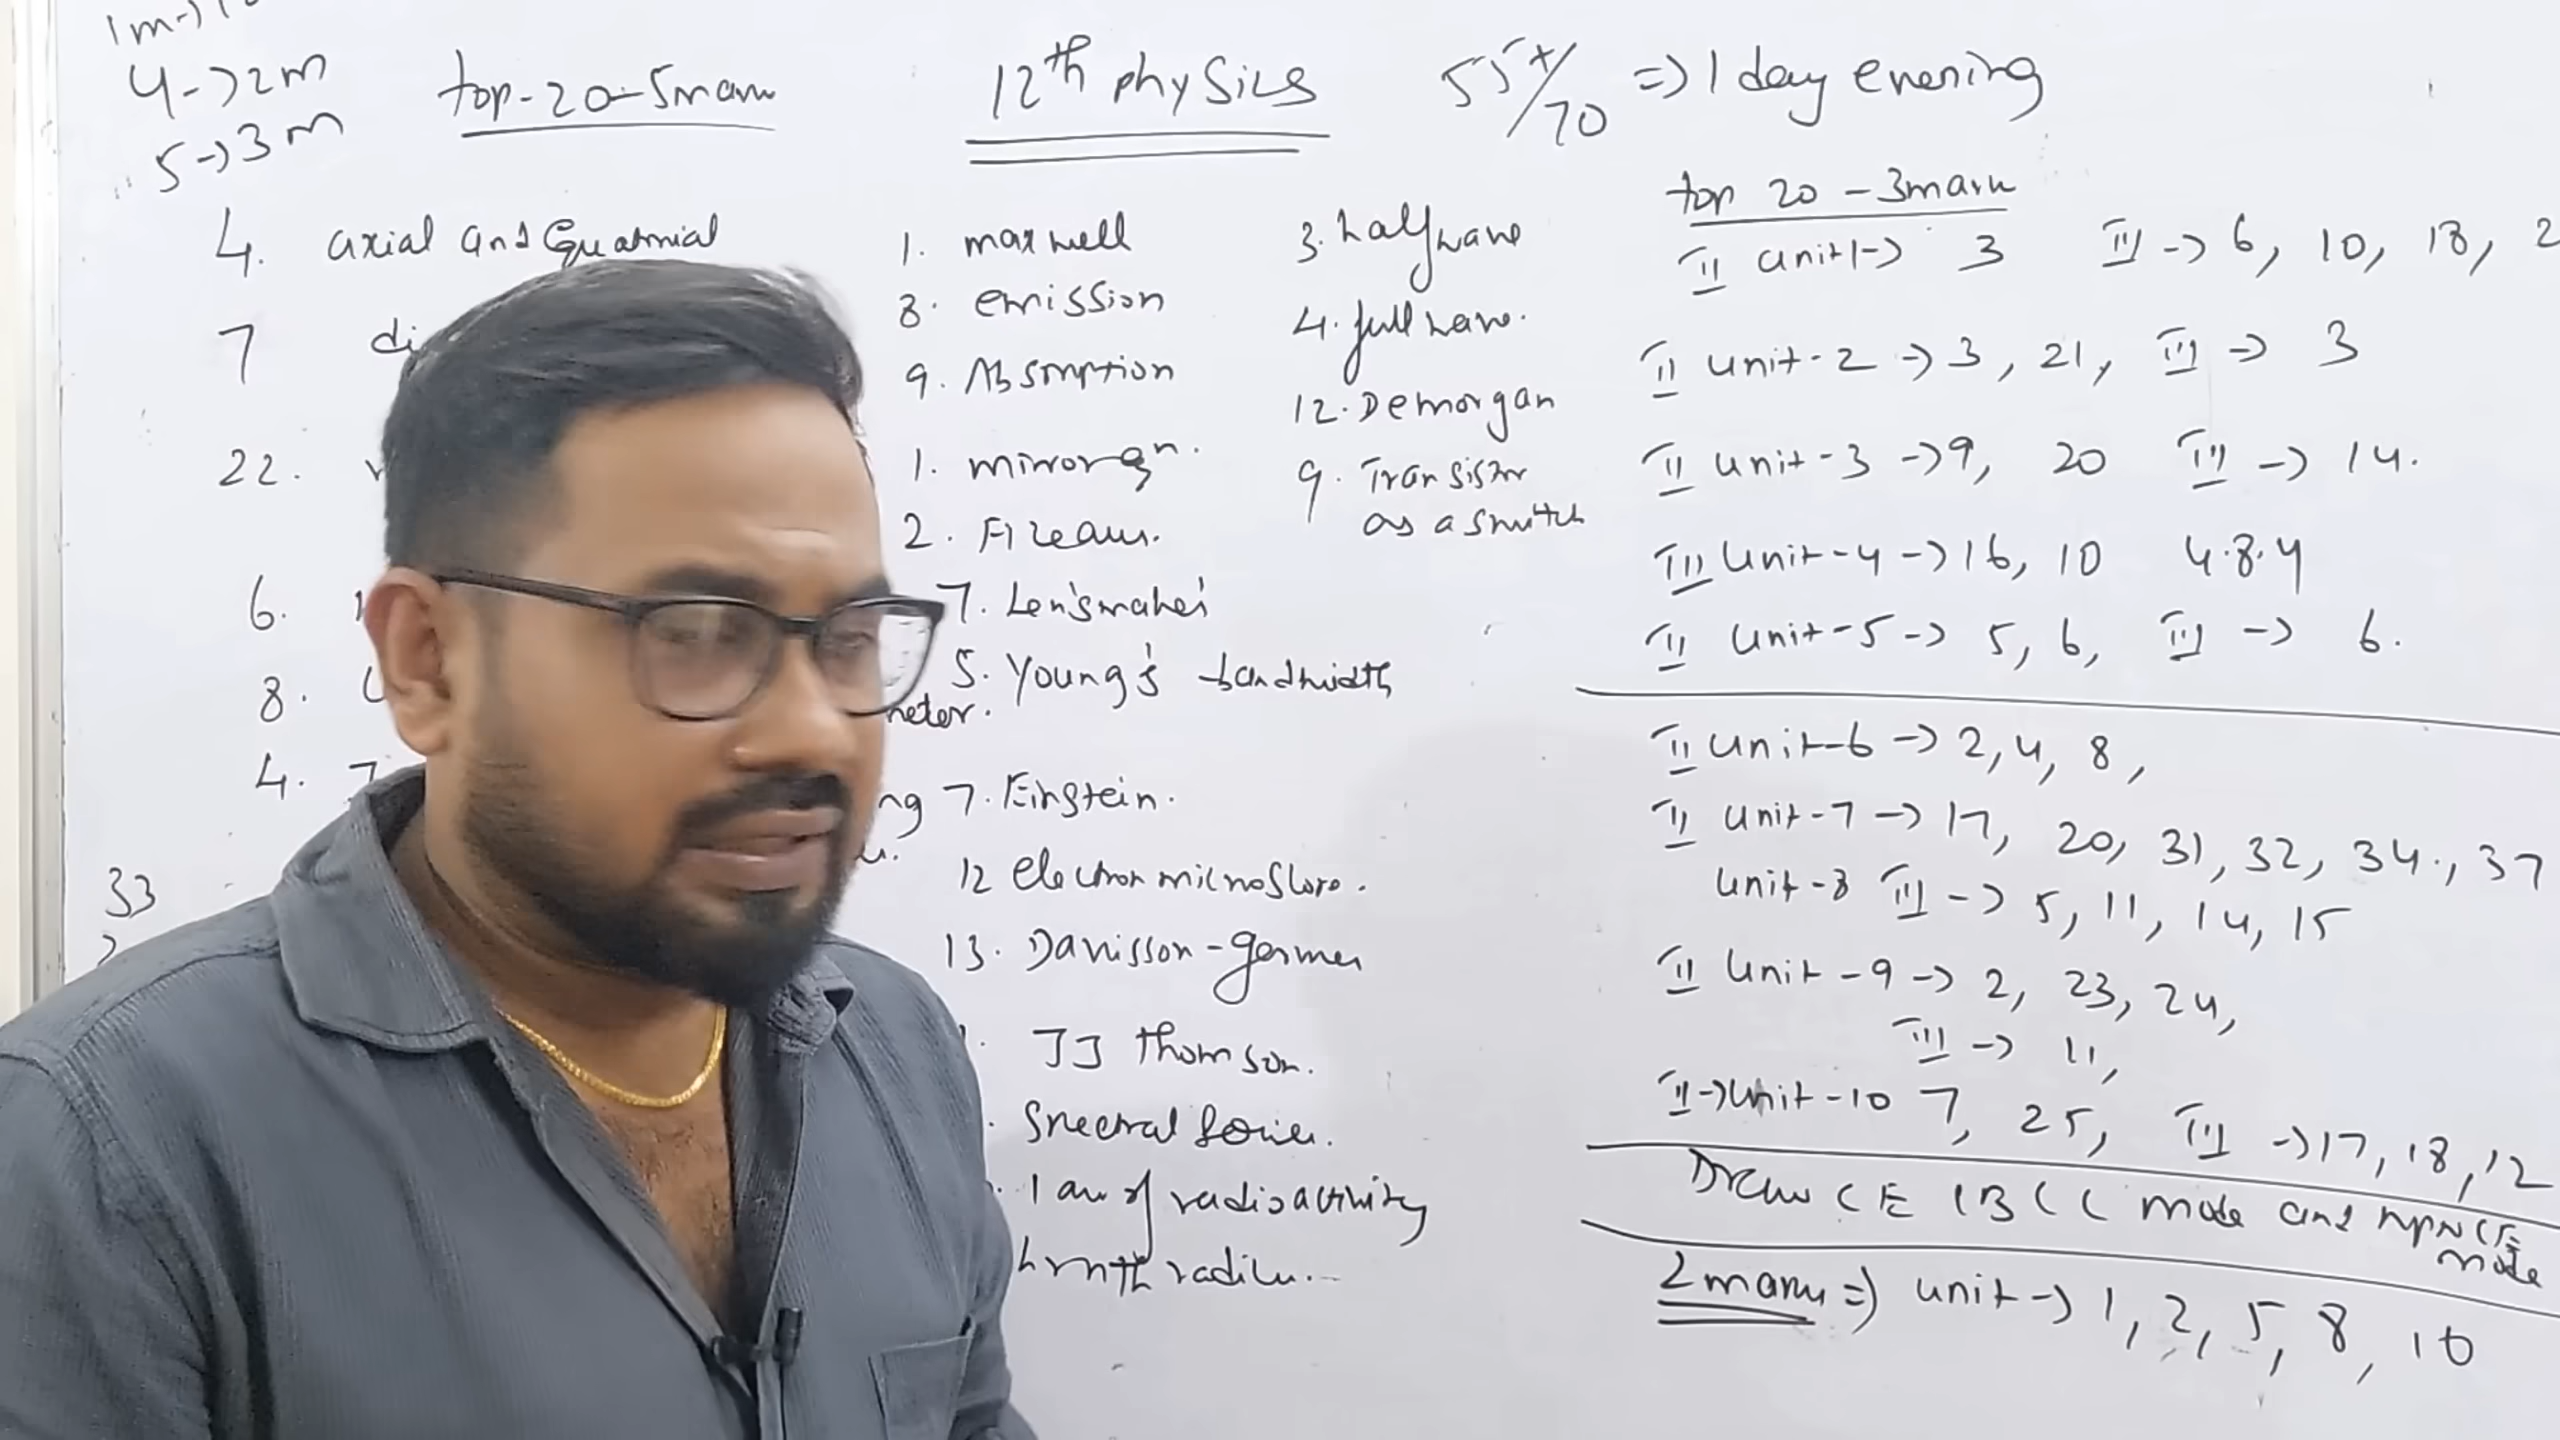 4->2m
5->3m
top-20-5mark
12th physics
55+/70 => 1 day evening
4. axial and Equatorial
7 di
22.
6.
8.
4.
33
1. maxwell
8. emission
9. Absorption
1. mirror eqn.
2. Fizeau.
7. Len's maker
5. Young's bandwidth
meter.
7. Einstein.
12 electron microscope.
13. Davisson-germer
JJ Thomson.
Spectral series.
law of radioactivity
nth radius.
3. halfwave
4. full wave.
12. Demorgan
9. Transistor
as a switch
top 20 - 3mark
II unit 1-> 3 III -> 6, 10, 18, 2
II unit-2 -> 3, 21, III -> 3
II unit-3 -> 9, 20 III -> 14.
III unit-4 -> 16, 10 4.8.4
II unit-5-> 5, 6, III -> 6.
II unit-6 -> 2, 4, 8,
II unit-7 -> 17, 20, 31, 32, 34., 37
unit-8 III -> 5, 11, 14, 15
II unit-9 -> 2, 23, 24,
III -> 11,
II->unit-10 7, 25, III ->17, 18, 12
Draw CE CB CC mode and NPN CE
mode
2mark => unit-> 1, 2, 5, 8, 10